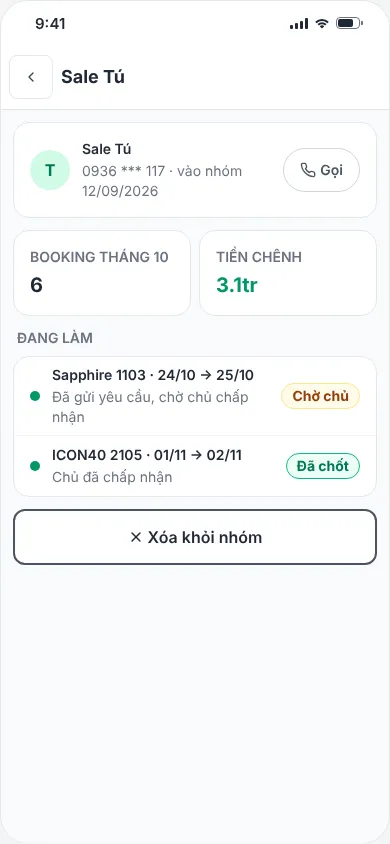 9:41
Sale Tú
T
Sale Tú
0936 *** 117 · vào nhóm
12/09/2026
Gọi
BOOKING THÁNG 10
6
TIỀN CHÊNH
3.1tr
ĐANG LÀM
Sapphire 1103 · 24/10 → 25/10
Đã gửi yêu cầu, chờ chủ chấp
nhận
Chờ chủ
ICON40 2105 · 01/11 → 02/11
Chủ đã chấp nhận
Đã chốt
✕ Xóa khỏi nhóm